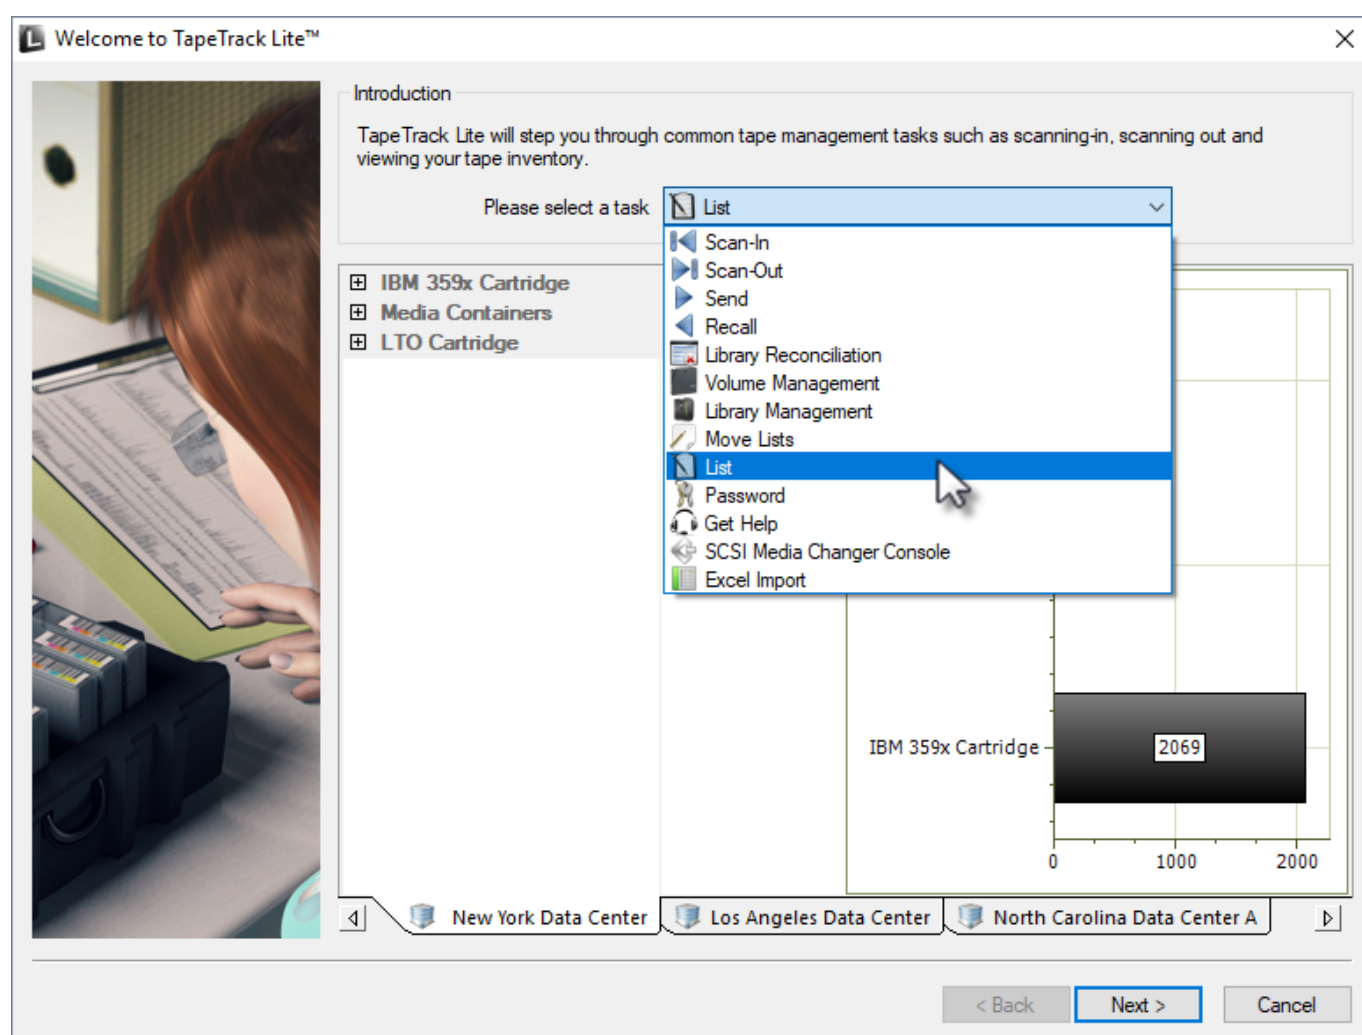 Welcome to TapeTrack Lite™
Introduction
TapeTrack Lite will step you through common tape management tasks such as scanning-in, scanning out and
viewing your tape inventory.
Please select a task
List
Scan-In
Scan-Out
Send
Recall
Library Reconciliation
Volume Management
Library Management
Move Lists
List
Password
Get Help
SCSI Media Changer Console
Excel Import
IBM 359x Cartridge
Media Containers
LTO Cartridge
IBM 359x Cartridge
2069
0 1000 2000
New York Data Center
Los Angeles Data Center
North Carolina Data Center A
< Back
Next >
Cancel